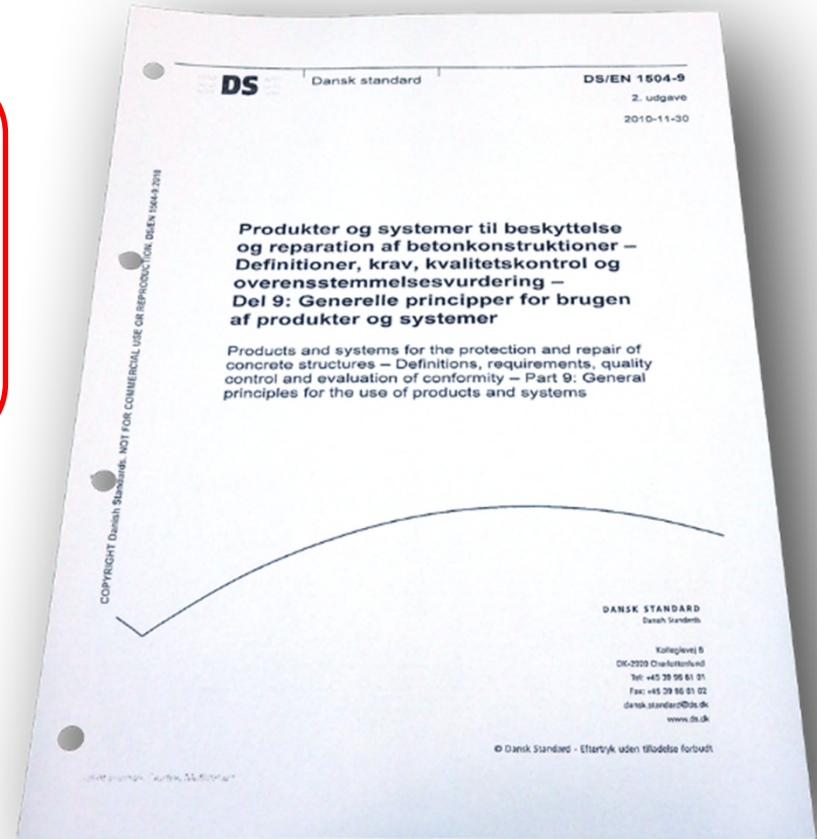 DS
Dansk standard
DS/EN 1504-9
2. udgave
2010-11-30
COPYRIGHT Danish Standards. NOT FOR COMMERCIAL USE OR REPRODUCTION. DS/EN 1504-9:2010
Produkter og systemer til beskyttelse
og reparation af betonkonstruktioner –
Definitioner, krav, kvalitetskontrol og
overensstemmelsesvurdering –
Del 9: Generelle principper for brugen
af produkter og systemer
Products and systems for the protection and repair of
concrete structures – Definitions, requirements, quality
control and evaluation of conformity – Part 9: General
principles for the use of products and systems
DANSK STANDARD
Danish Standards
Kollegievej 6
DK-2920 Charlottenlund
Tel: +45 39 96 61 01
Fax: +45 39 96 61 02
dansk.standard@ds.dk
www.ds.dk
© Dansk Standard - Eftertryk uden tilladelse forbudt